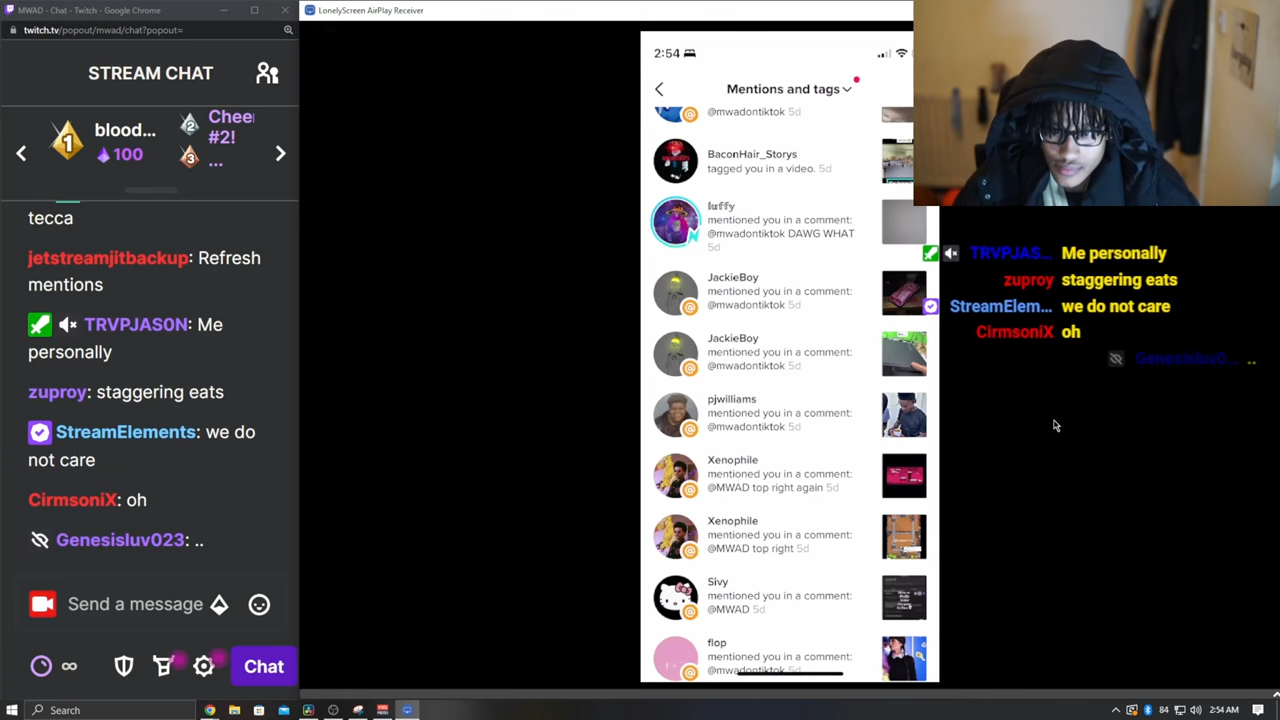 MWAD - Chat - Twitch - Google Chrome
twitch.tv/popout/mwad/chat?popout=
STREAM CHAT
1 blood...
100
2 Cheer
#2!
3 ...
tecca
jetstreamjitbackup: Refresh
mentions
TRVPJASON: Me
personally
zuproy: staggering eats
StreamElements: we do
not care
CirmsoniX: oh
Genesisluv023: ..
Send a message
∞
Chat
LonelyScreen AirPlay Receiver
2:54
Mentions and tags
@mwadontiktok 5d
BaconHair_Storys
tagged you in a video. 5d
𝕝𝕦𝕗𝕗𝕪
mentioned you in a comment:
@mwadontiktok DAWG WHAT
5d
JackieBoy
mentioned you in a comment:
@mwadontiktok 5d
JackieBoy
mentioned you in a comment:
@mwadontiktok 5d
pjwilliams
mentioned you in a comment:
@mwadontiktok 5d
Xenophile
mentioned you in a comment:
@MWAD top right again 5d
Xenophile
mentioned you in a comment:
@MWAD top right 5d
Sivy
mentioned you in a comment:
@MWAD 5d
flop
mentioned you in a comment:
@mwadontiktok 5d
TRVPJAS... Me personally
zuproy staggering eats
StreamElem... we do not care
CirmsoniX oh
Genesisluv0... ..
Search
84
2:54 AM